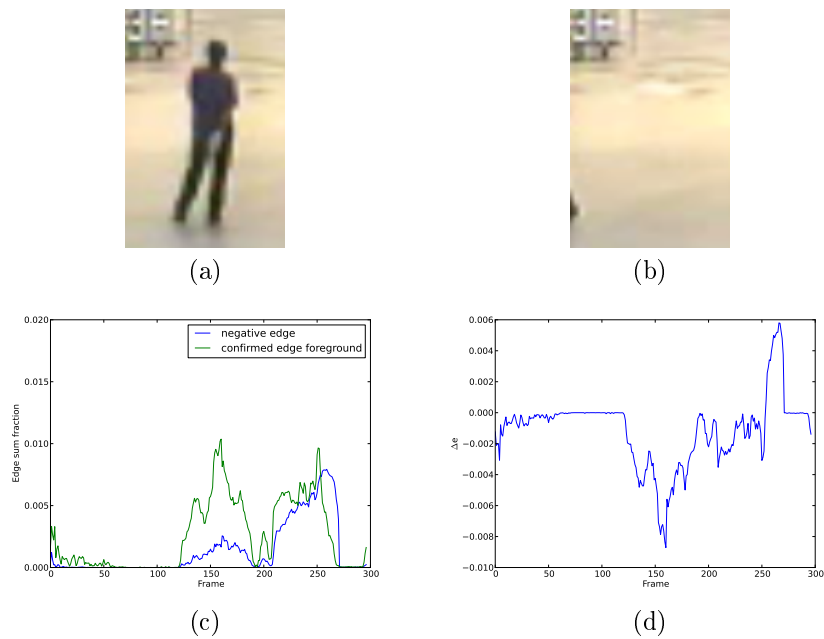 (a)
(b)
0.020
0.015
0.010
0.005
0.000
0
50
100
150
200
250
300
Edge sum fraction
Frame
negative edge
confirmed edge foreground
(c)
0.006
0.004
0.002
0.000
−0.002
−0.004
−0.006
−0.008
−0.010
0
50
100
150
200
250
300
Δe
Frame
(d)